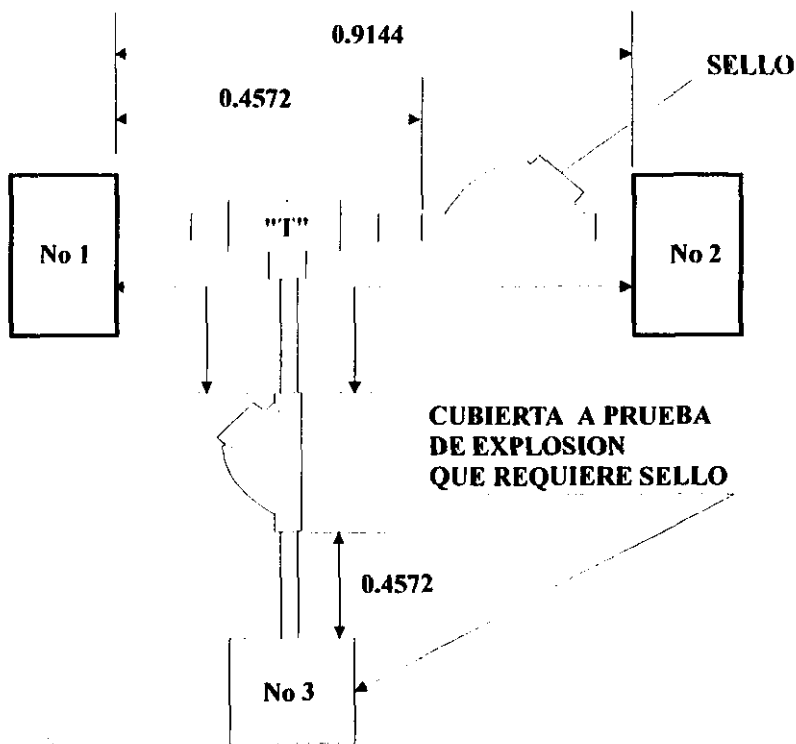 0.9144
SELLO
0.4572
No 1
"T"
No 2
CUBIERTA A PRUEBA
DE EXPLOSION
QUE REQUIERE SELLO
0.4572
No 3